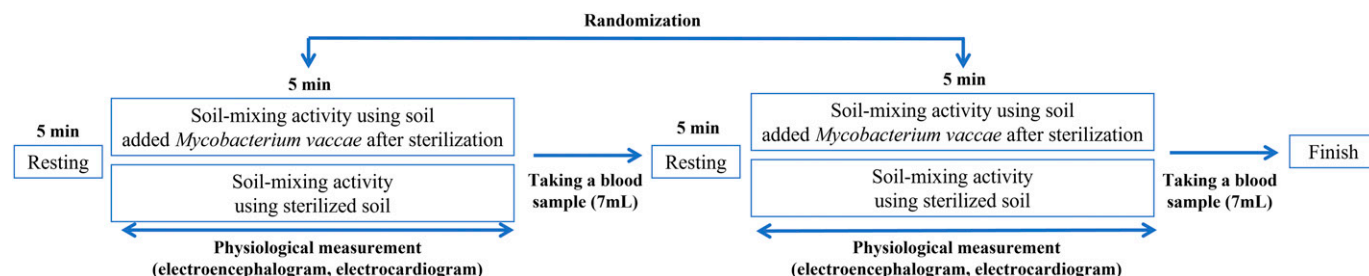 Randomization
5 min
Resting
5 min
Soil-mixing activity using soil
added Mycobacterium vaccae after sterilization
Soil-mixing activity
using sterilized soil
Physiological measurement
(electroencephalogram, electrocardiogram)
Taking a blood
sample (7mL)
5 min
Resting
5 min
Soil-mixing activity using soil
added Mycobacterium vaccae after sterilization
Soil-mixing activity
using sterilized soil
Physiological measurement
(electroencephalogram, electrocardiogram)
Taking a blood
sample (7mL)
Finish